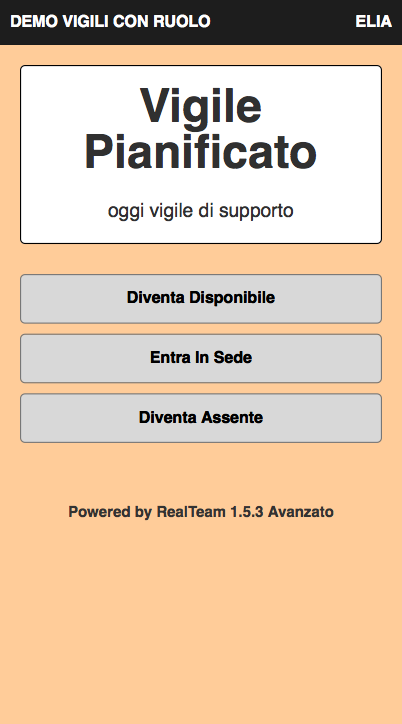 DEMO VIGILI CON RUOLO ELIA
Vigile
Pianificato
oggi vigile di supporto
Diventa Disponibile
Entra In Sede
Diventa Assente
Powered by RealTeam 1.5.3 Avanzato